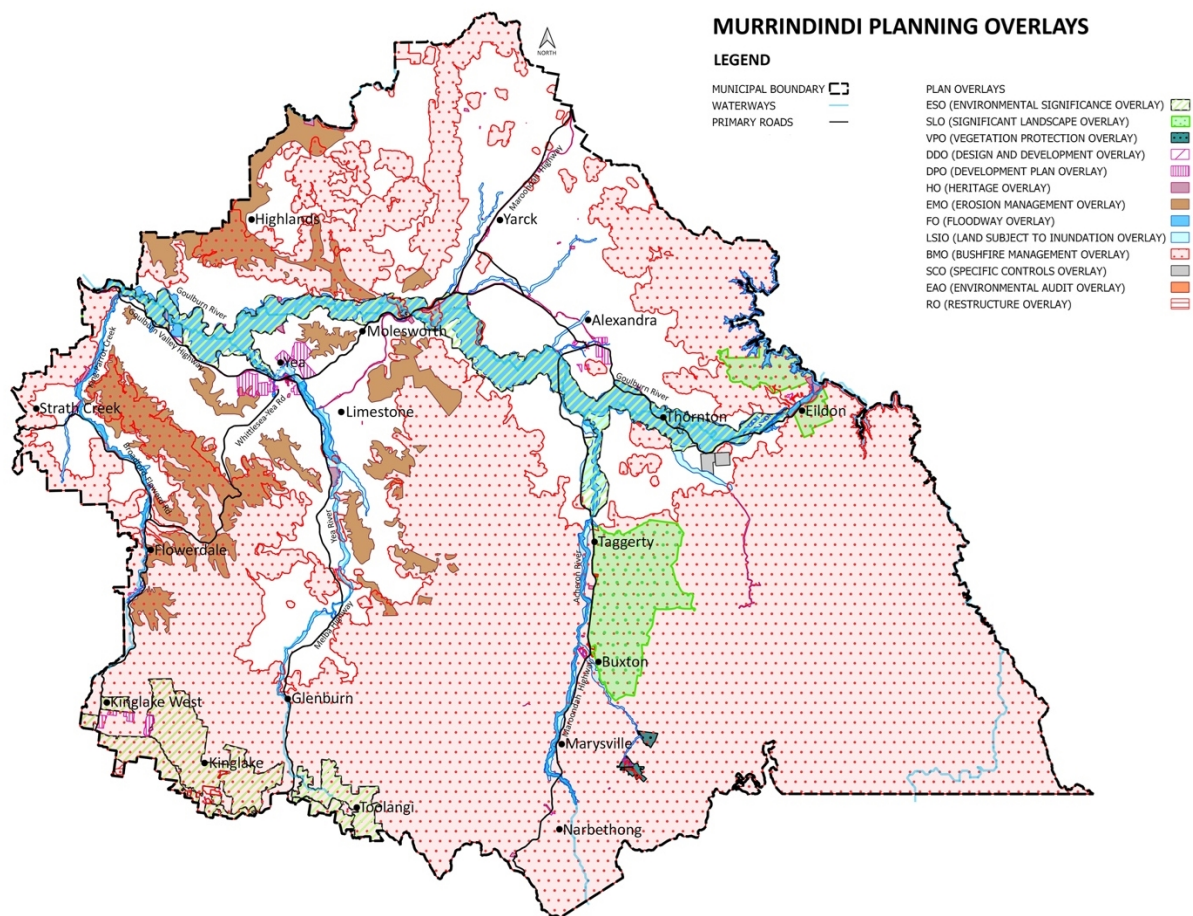 MURRINDINDI PLANNING OVERLAYS
LEGEND
MUNICIPAL BOUNDARY
WATERWAYS
PRIMARY ROADS
PLAN OVERLAYS
ESO (ENVIRONMENTAL SIGNIFICANCE OVERLAY)
SLO (SIGNIFICANT LANDSCAPE OVERLAY)
VPO (VEGETATION PROTECTION OVERLAY)
DDO (DESIGN AND DEVELOPMENT OVERLAY)
DPO (DEVELOPMENT PLAN OVERLAY)
HO (HERITAGE OVERLAY)
EMO (EROSION MANAGEMENT OVERLAY)
FO (FLOODWAY OVERLAY)
LSIO (LAND SUBJECT TO INUNDATION OVERLAY)
BMO (BUSHFIRE MANAGEMENT OVERLAY)
SCO (SPECIFIC CONTROLS OVERLAY)
EAO (ENVIRONMENTAL AUDIT OVERLAY)
RO (RESTRUCTURE OVERLAY)
NORTH
Maroondah Highway
Highlands
Yarck
Goulburn River
Goulburn Valley Highway
Molesworth
Alexandra
Yea
Creek
Goulburn River
Strath Creek
Whittlesea-Yea Rd
Limestone
Thornton
Eildon
Rd
Yea River
Flowerdale
Taggerty
Acheron River
Melba Highway
Buxton
Maroondah Highway
Kinglake West
Glenburn
Marysville
Kinglake
Toolangi
Narbethong